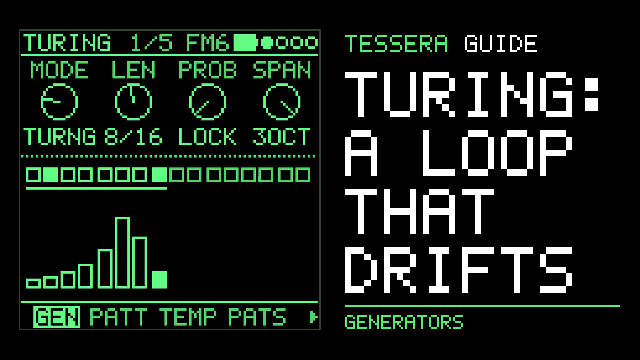 TURING 1/5 FM6
MODE LEN PROB SPAN
TURNG 8/16 LOCK 3OCT
GEN PATT TEMP PATS
TESSERA GUIDE
TURING:
A LOOP
THAT
DRIFTS
GENERATORS